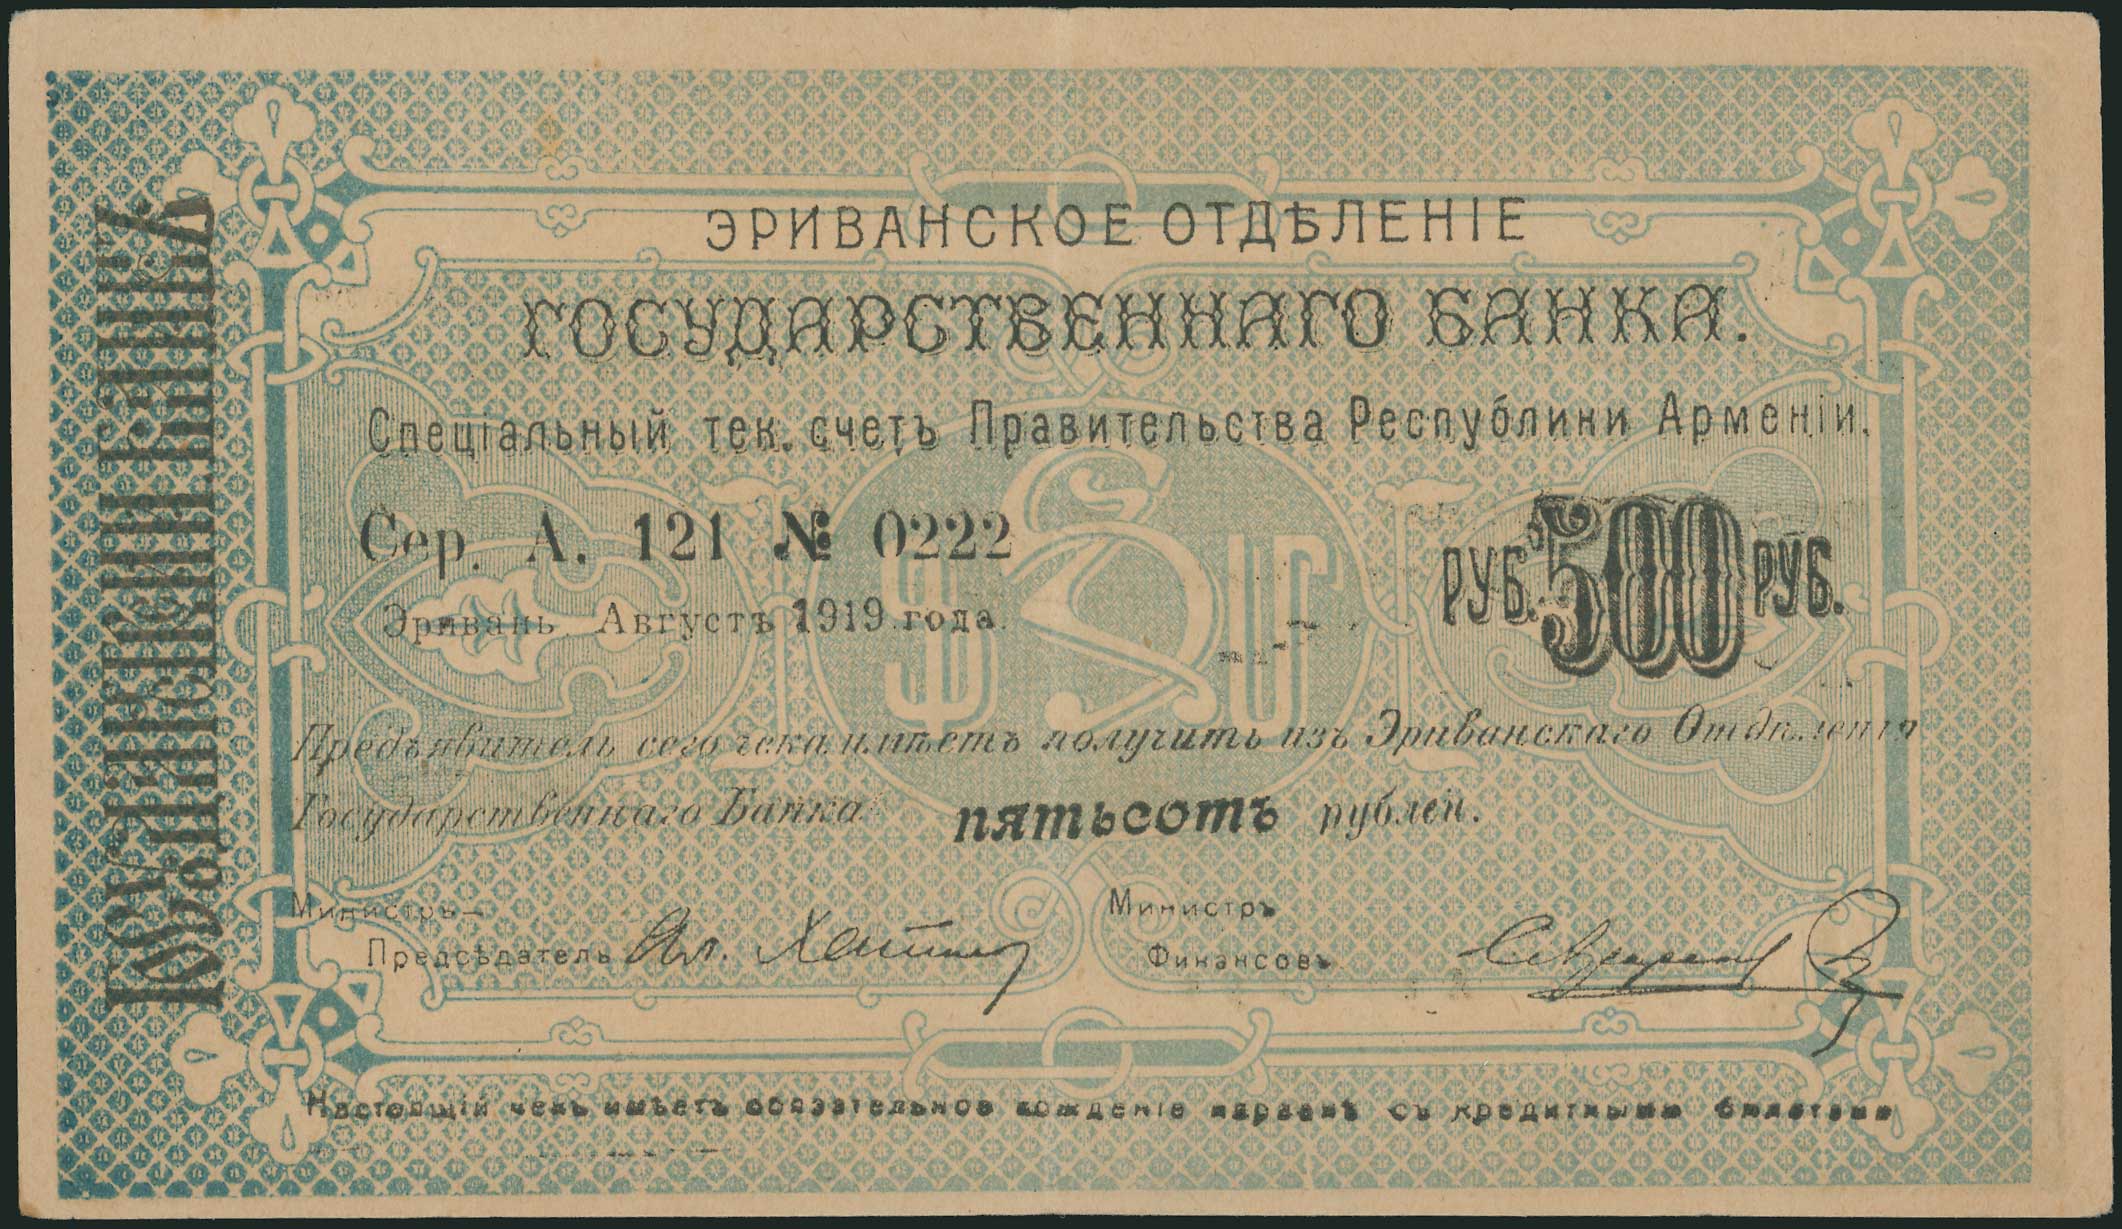 ЭРИВАНСКОЕ ОТДѢЛЕНІЕ
ГОСУДАРСТВЕННАГО БАНКА.
Спеціальный тек. счетъ Правительства Республики Арменіи.
Сер. А. 121 № 0222
РУБ. 500 РУБ.
Эривань Августъ 1919 года.
Предъявитель сего чека имѣетъ получить изъ Эриванскаго Отдѣленія
Государственнаго Банка пятьсотъ рублей.
Министръ-
Предсѣдатель Ал. Хатисов
Министръ
Финансовъ
Настоящій чекъ имѣетъ обязательное хожденіе наравнѣ съ кредитными билетами